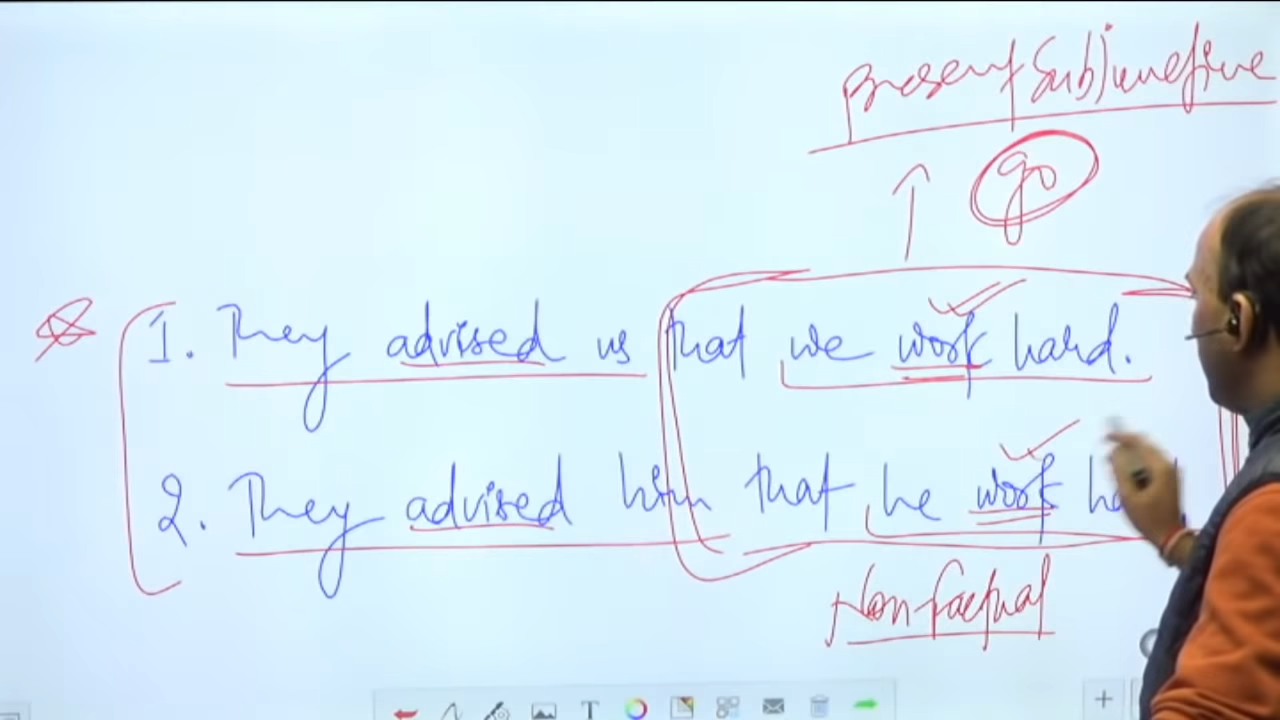 Present Subjunctive
go
1. They advised us that we work hard.
2. They advised him that he work
Non-factual
T
+